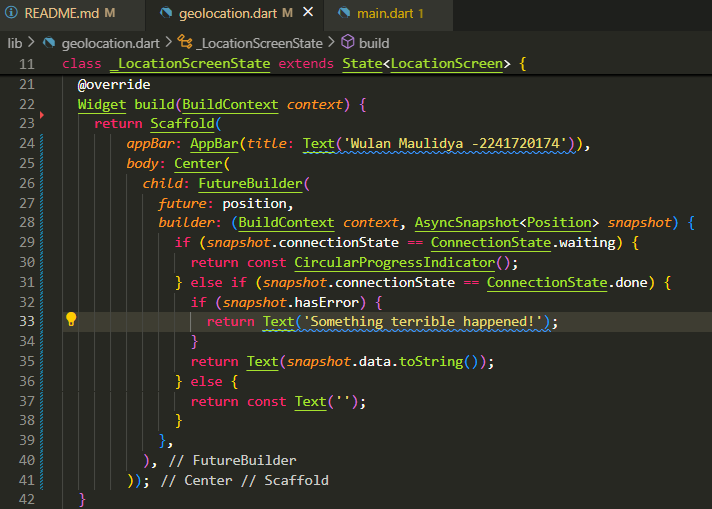 README.md M geolocation.dart M × main.dart 1
lib > geolocation.dart > _LocationScreenState > build
11 class _LocationScreenState extends State<LocationScreen> {
21 @override
22 Widget build(BuildContext context) {
23 return Scaffold(
24 appBar: AppBar(title: Text('Wulan Maulidya -2241720174')),
25 body: Center(
26 child: FutureBuilder(
27 future: position,
28 builder: (BuildContext context, AsyncSnapshot<Position> snapshot) {
29 if (snapshot.connectionState == ConnectionState.waiting) {
30 return const CircularProgressIndicator();
31 } else if (snapshot.connectionState == ConnectionState.done) {
32 if (snapshot.hasError) {
33 return Text('Something terrible happened!');
34 }
35 return Text(snapshot.data.toString());
36 } else {
37 return const Text('');
38 }
39 },
40 ), // FutureBuilder
41 )); // Center // Scaffold
42 }